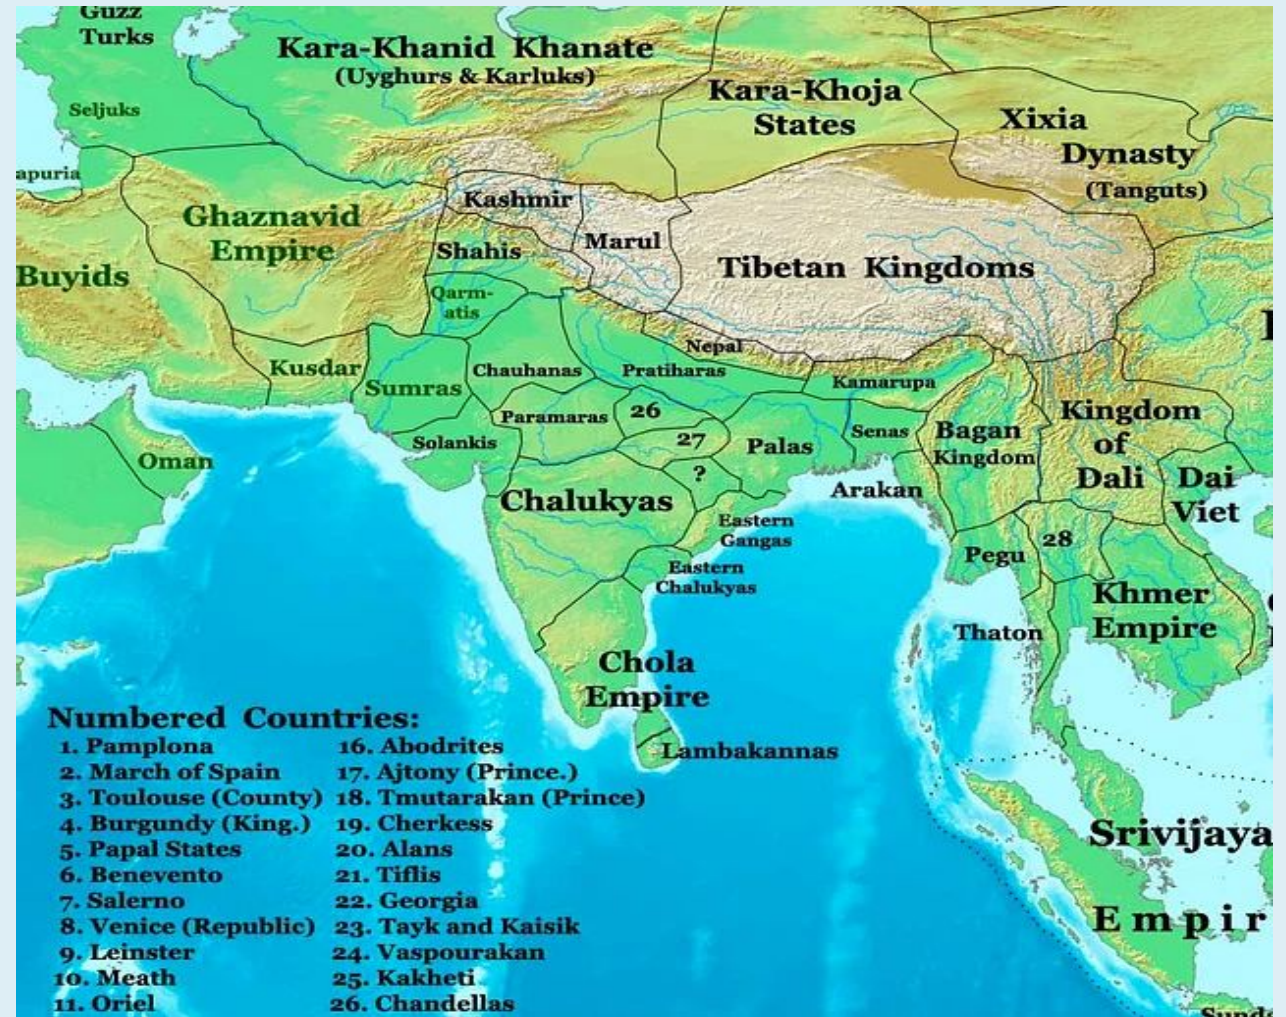 Guzz
Turks
Kara-Khanid Khanate
(Uyghurs & Karluks)
Kara-Khoja
States
Seljuks
Xixia
Dynasty
(Tanguts)
apuria
Kashmir
Ghaznavid
Empire
Shahis
Marul
Buyids
Tibetan Kingdoms
Qarm-
atis
Nepal
Kusdar
Sumras
Chauhanas
Pratiharas
Kamarupa
Paramaras
26
Kingdom
of
Dali
Solankis
27
Palas
Senas
Bagan
Kingdom
Oman
?
Dai
Viet
Chalukyas
Arakan
Eastern
Gangas
28
Pegu
Eastern
Chalukyas
Khmer
Empire
Thaton
Chola
Empire
Lambakannas
Srivijaya
Empir
Numbered Countries:
1. Pamplona
2. March of Spain
3. Toulouse (County)
4. Burgundy (King.)
5. Papal States
6. Benevento
7. Salerno
8. Venice (Republic)
9. Leinster
10. Meath
11. Oriel
16. Abodrites
17. Ajtony (Prince.)
18. Tmutarakan (Prince)
19. Cherkess
20. Alans
21. Tiflis
22. Georgia
23. Tayk and Kaisik
24. Vaspourakan
25. Kakheti
26. Chandellas